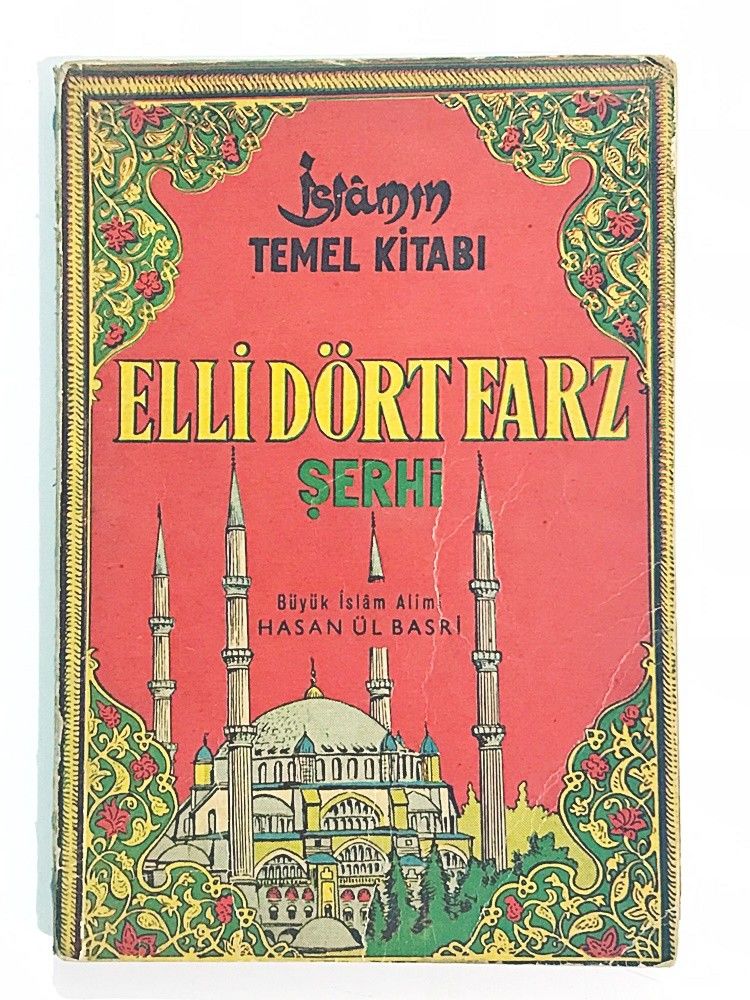 İslâmın
TEMEL KİTABI
ELLİ DÖRT FARZ
ŞERHİ
Büyük İslâm Alimi
HASAN ÜL BASRİ